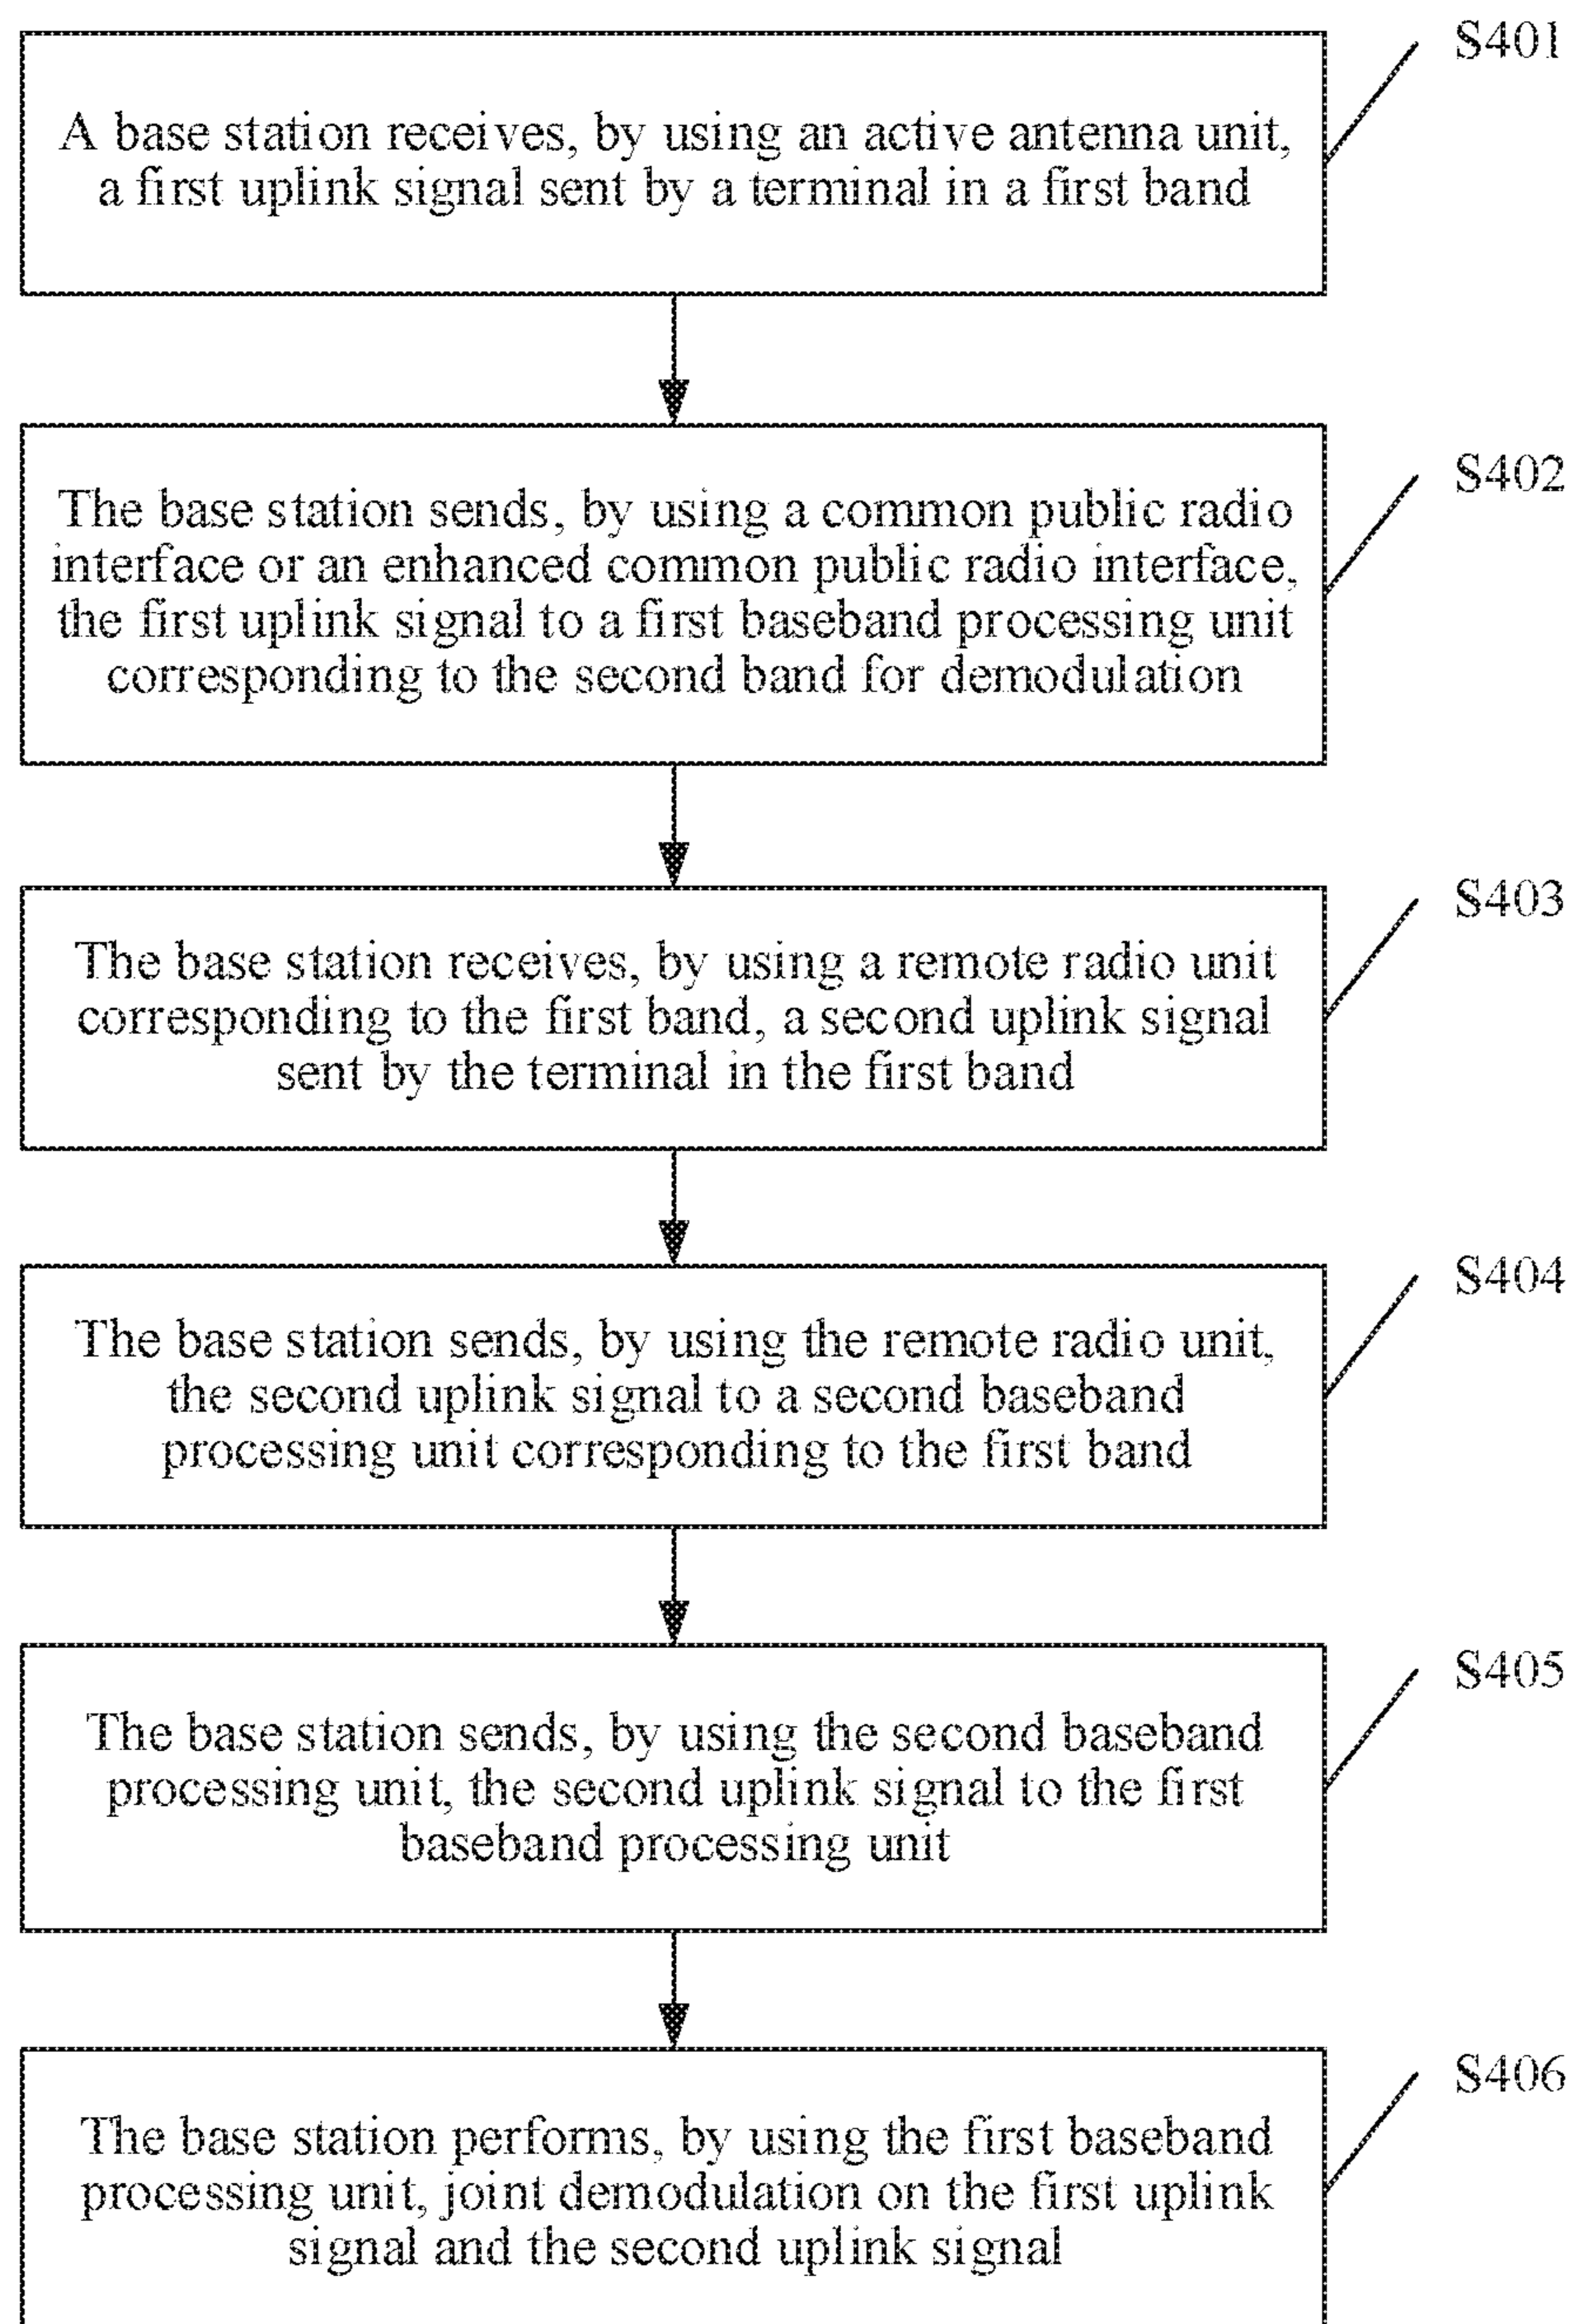 S401
A base station receives, by using an active antenna unit,
a first uplink signal sent by a terminal in a first band
S402
The base station sends, by using a common public radio
interface or an enhanced common public radio interface,
the first uplink signal to a first baseband processing unit
corresponding to the second band for demodulation
S403
The base station receives, by using a remote radio unit
corresponding to the first band, a second uplink signal
sent by the terminal in the first band
S404
The base station sends, by using the remote radio unit,
the second uplink signal to a second baseband
processing unit corresponding to the first band
S405
The base station sends, by using the second baseband
processing unit, the second uplink signal to the first
baseband processing unit
S406
The base station performs, by using the first baseband
processing unit, joint demodulation on the first uplink
signal and the second uplink signal